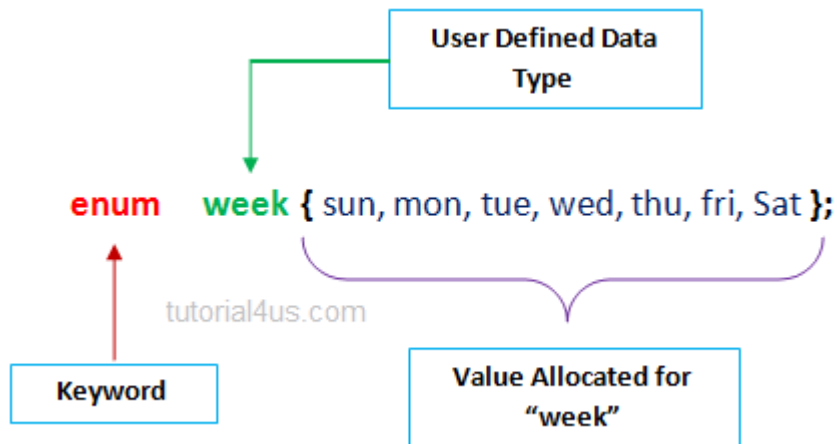 User Defined Data
Type
enum week { sun, mon, tue, wed, thu, fri, Sat };
tutorial4us.com
Keyword
Value Allocated for
“week”